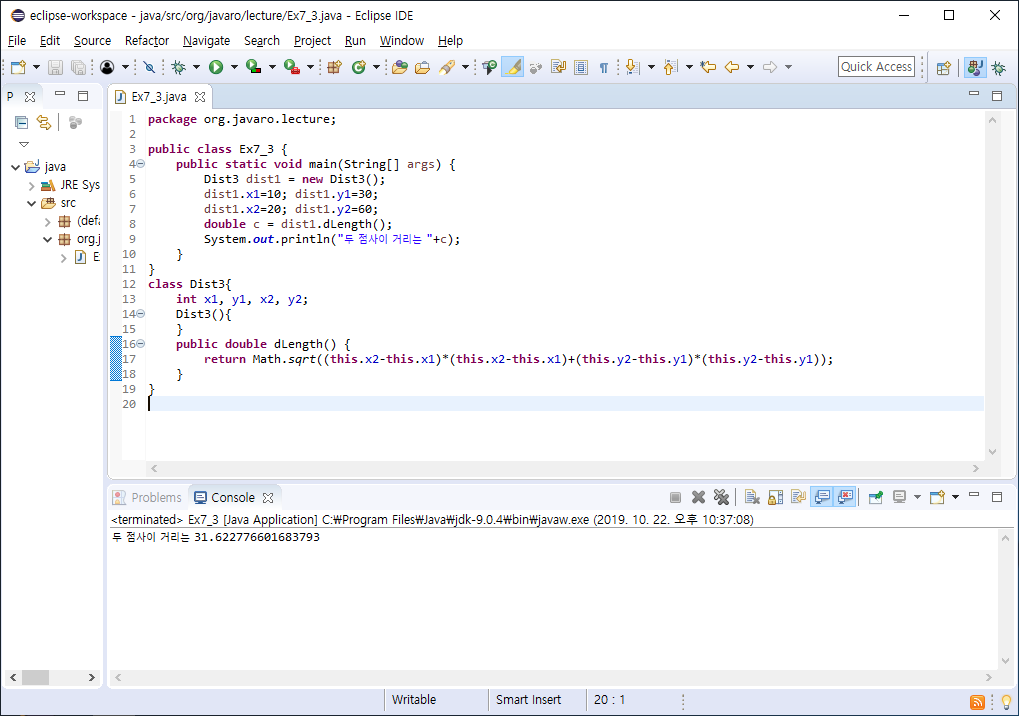 eclipse-workspace - java/src/org/javaro/lecture/Ex7_3.java - Eclipse IDE
File Edit Source Refactor Navigate Search Project Run Window Help
Quick Access
P
java
JRE Sys
src
(defa
org.j
E
Ex7_3.java
1 package org.javaro.lecture;
2
3 public class Ex7_3 {
4 public static void main(String[] args) {
5 Dist3 dist1 = new Dist3();
6 dist1.x1=10; dist1.y1=30;
7 dist1.x2=20; dist1.y2=60;
8 double c = dist1.dLength();
9 System.out.println("두 점사이 거리는 "+c);
10 }
11 }
12 class Dist3{
13 int x1, y1, x2, y2;
14 Dist3(){
15 }
16 public double dLength() {
17 return Math.sqrt((this.x2-this.x1)*(this.x2-this.x1)+(this.y2-this.y1)*(this.y2-this.y1));
18 }
19 }
20
Problems Console
<terminated> Ex7_3 [Java Application] C:₩Program Files₩Java₩jdk-9.0.4₩bin₩javaw.exe (2019. 10. 22. 오후 10:37:08)
두 점사이 거리는 31.622776601683793
Writable Smart Insert 20 : 1